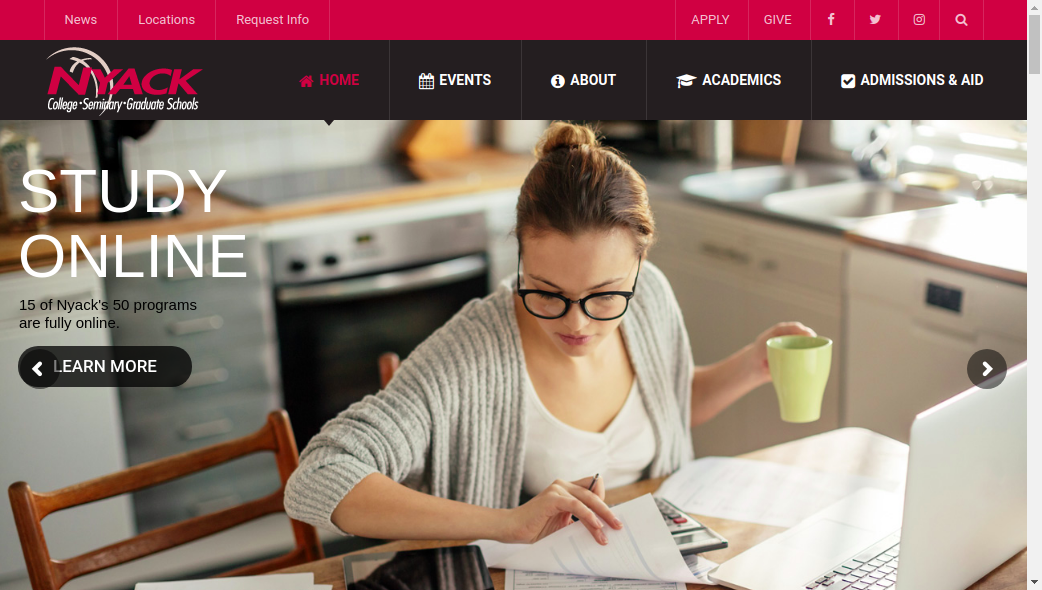 News
Locations
Request Info
APPLY
GIVE
NYACK
College • Seminary • Graduate Schools
HOME
EVENTS
ABOUT
ACADEMICS
ADMISSIONS & AID
STUDY
ONLINE
15 of Nyack's 50 programs
are fully online.
LEARN MORE